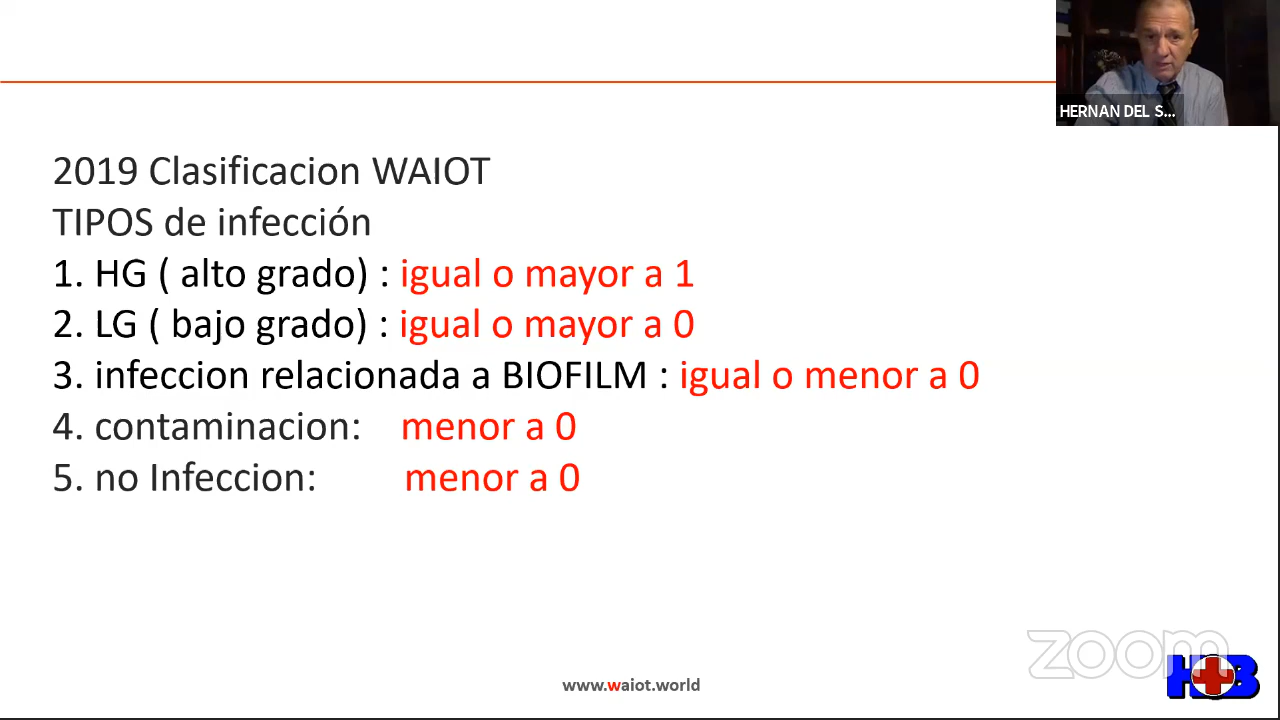 HERNAN DEL S...
2019 Clasificacion WAIOT
TIPOS de infección
1. HG ( alto grado) : igual o mayor a 1
2. LG ( bajo grado) : igual o mayor a 0
3. infeccion relacionada a BIOFILM : igual o menor a 0
4. contaminacion: menor a 0
5. no Infeccion: menor a 0
zoom
www.waiot.world
H B